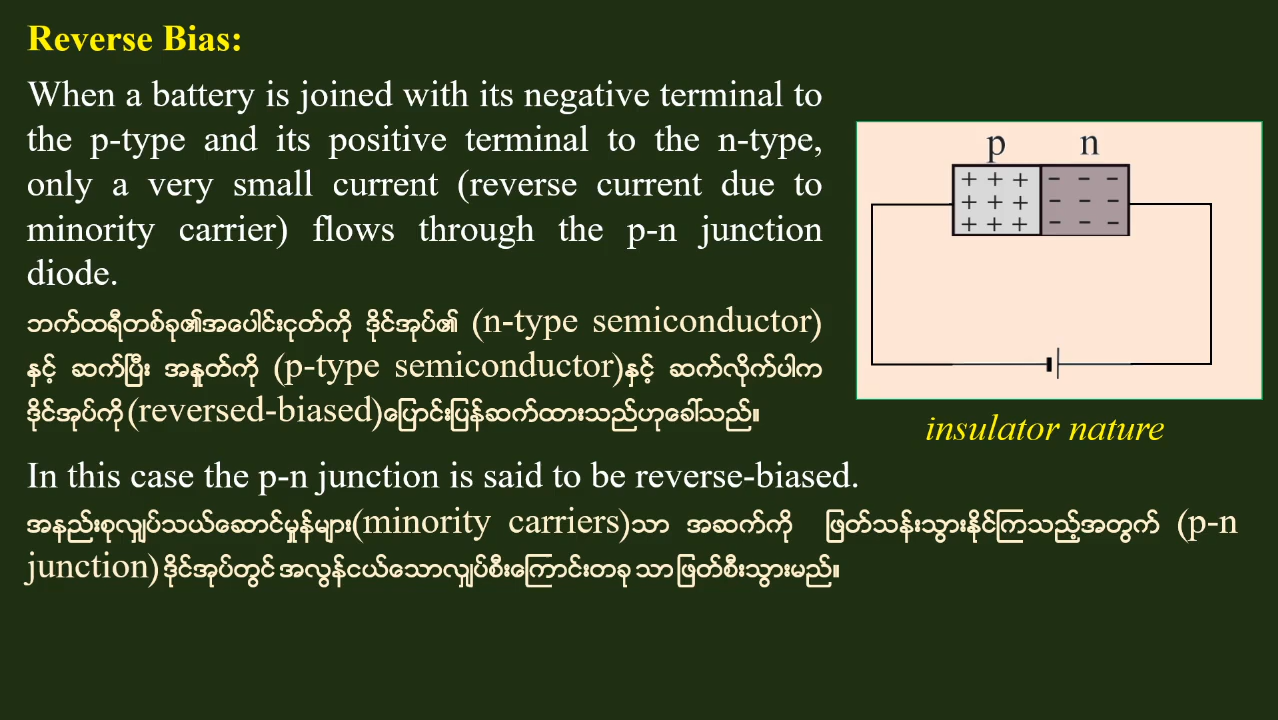 Reverse Bias:
When a battery is joined with its negative terminal to
the p-type and its positive terminal to the n-type,
only a very small current (reverse current due to
minority carrier) flows through the p-n junction
diode.
ဘက်ထရီတစ်ခု၏အပေါင်းငုတ်ကို ဒိုင်အုပ်၏ (n-type semiconductor)
နှင့် ဆက်ပြီး အနှုတ်ကို (p-type semiconductor)နှင့် ဆက်လိုက်ပါက
ဒိုင်အုပ်ကို (reversed-biased)ပြောင်းပြန်ဆက်ထားသည်ဟုခေါ်သည်။
p n
+ + + − − −
+ + + − − −
+ + + − − −
insulator nature
In this case the p-n junction is said to be reverse-biased.
အနည်းစုလျှပ်သယ်ဆောင်မှုန်များ(minority carriers)သာ အဆက်ကို ဖြတ်သန်းသွားနိုင်ကြသည့်အတွက် (p-n
junction) ဒိုင်အုပ်တွင် အလွန်ငယ်သောလျှပ်စီးကြောင်းတခု သာ ဖြတ်စီးသွားမည်။